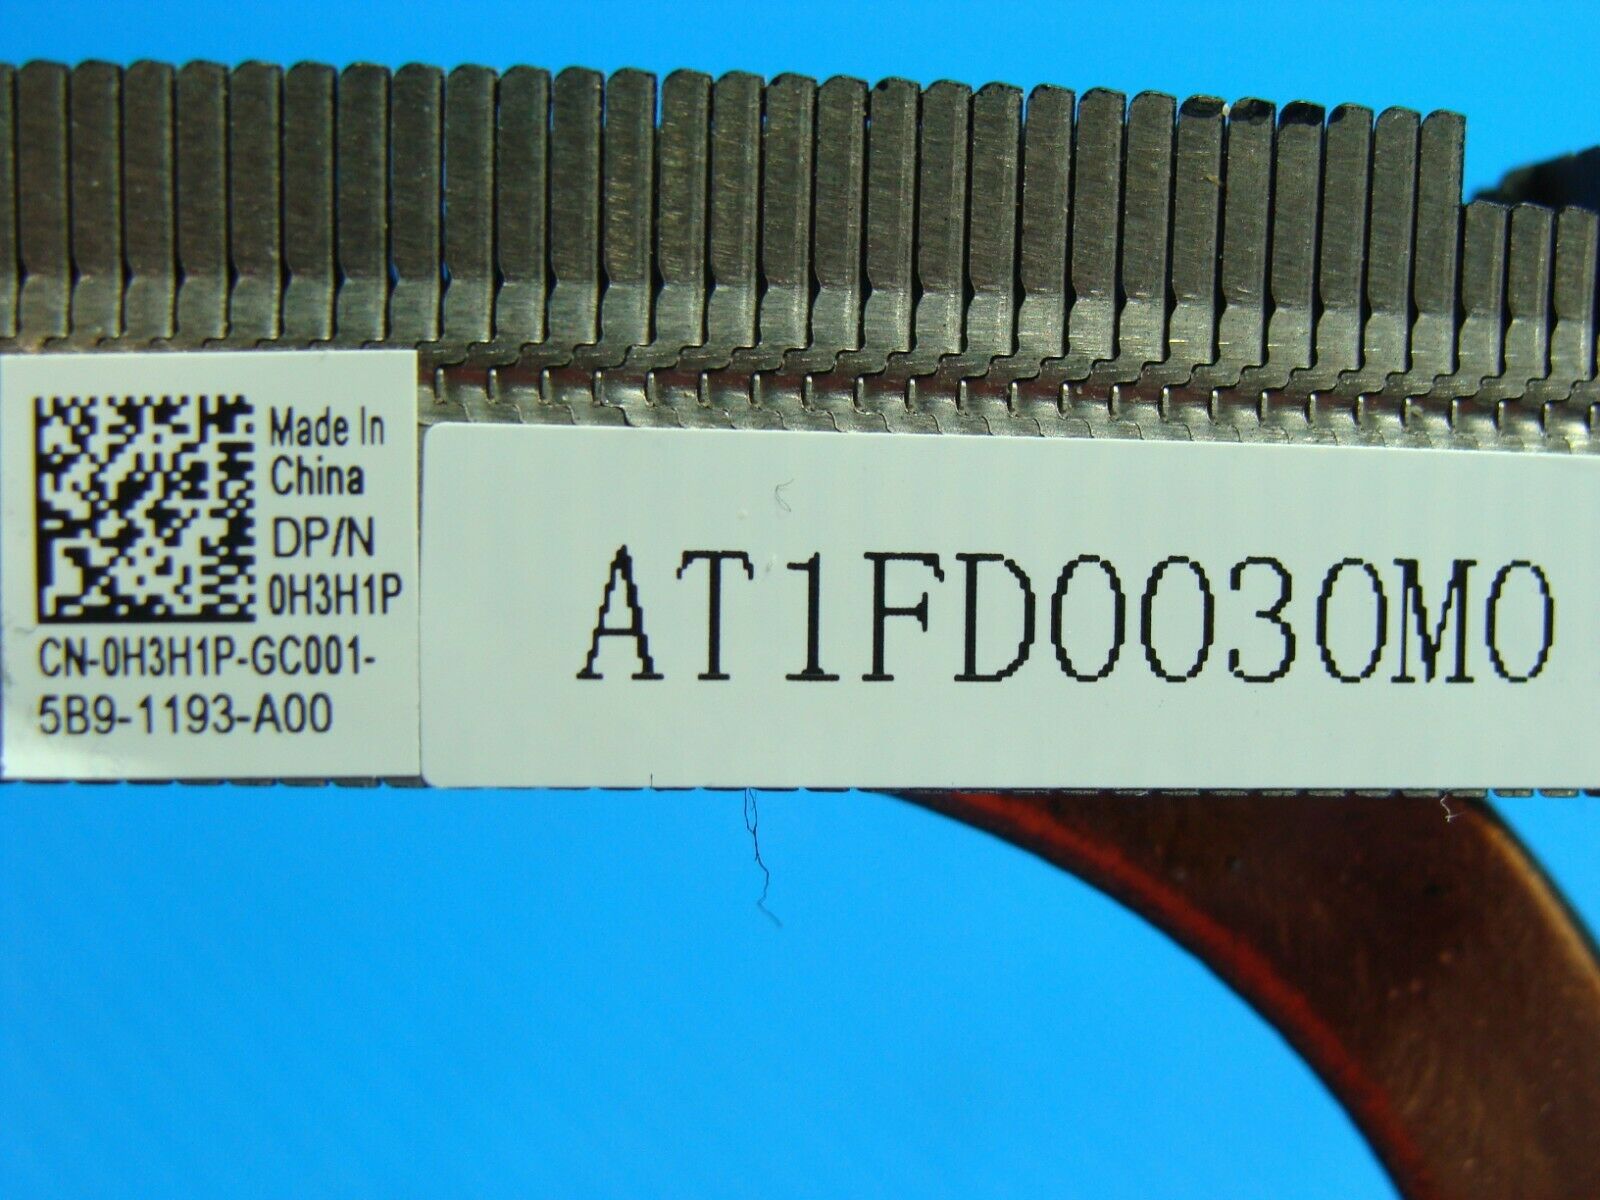 Made In
China
DP/N
0H3H1P
CN-0H3H1P-GC001-
5B9-1193-A00
AT1FD0030M0